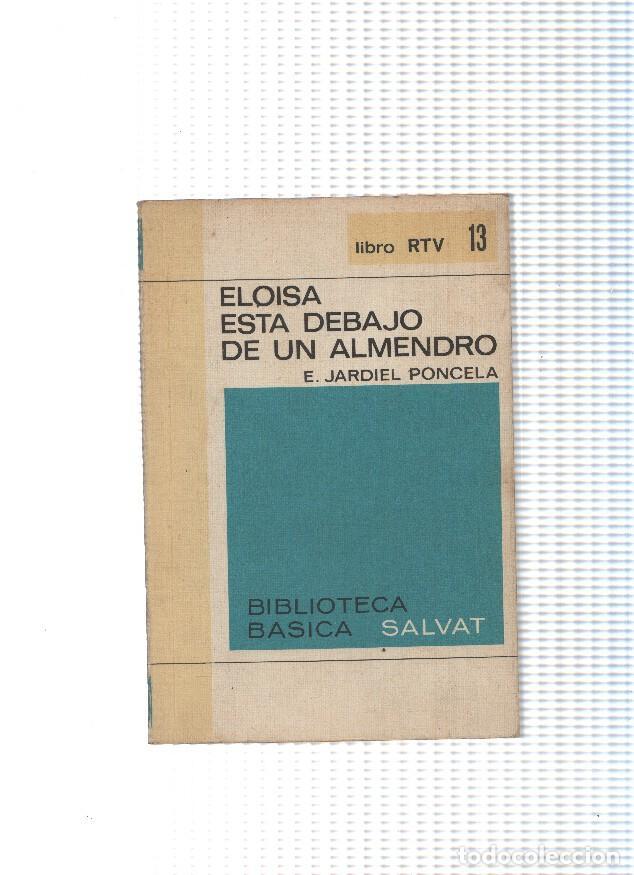 libro RTV 13
ELOISA
ESTA DEBAJO
DE UN ALMENDRO
E. JARDIEL PONCELA
BIBLIOTECA
BASICA SALVAT
todocoleccion